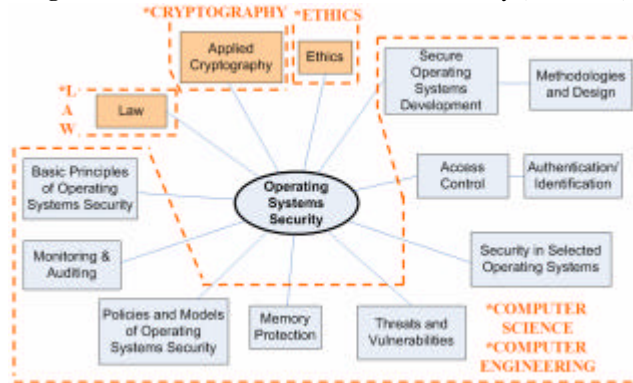 *CRYPTOGRAPHY
*ETHICS
Applied
Cryptography
Ethics
Secure
Operating
Systems
Development
Methodologies
and Design
*L
A
W
Law
Basic Principles
of Operating
Systems Security
Operating
Systems
Security
Access
Control
Authentication/
Identification
Monitoring &
Auditing
Security in Selected
Operating Systems
Policies and Models
of Operating
Systems Security
Memory
Protection
Threats and
Vulnerabilities
*COMPUTER
SCIENCE
*COMPUTER
ENGINEERING